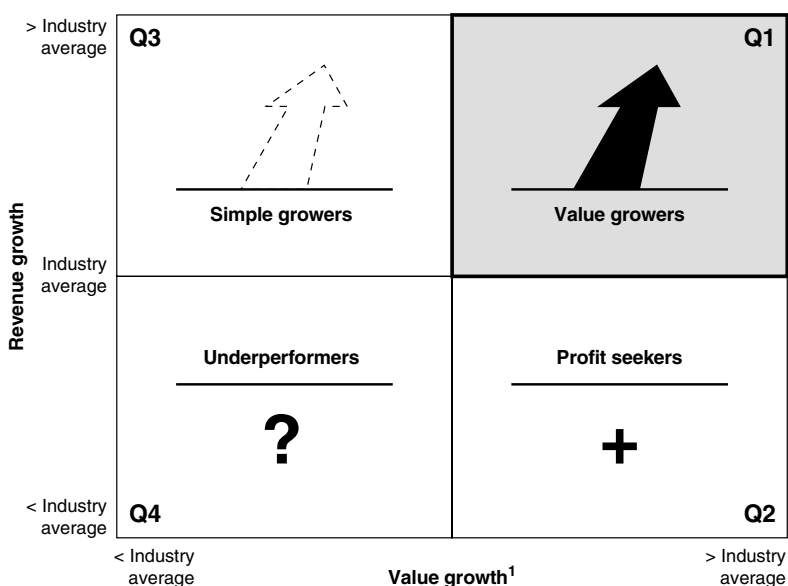 > Industry
average
Q3
Q1
Simple growers
Value growers
Revenue growth
Industry
average
Underperformers
Profit seekers
?
+
< Industry
average
Q4
Q2
< Industry
average
Value growth¹
> Industry
average